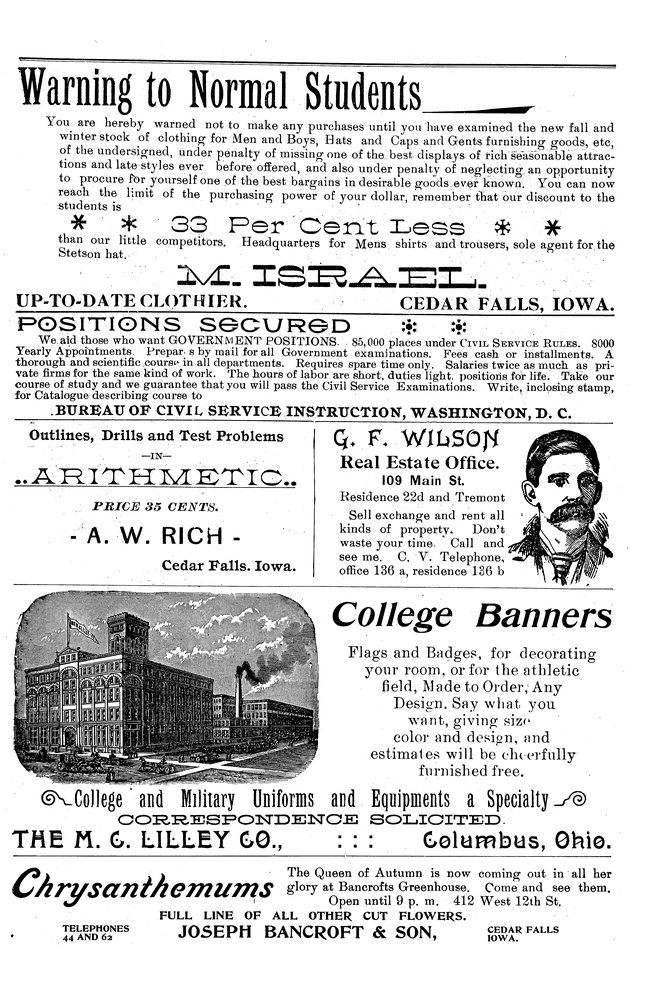 Warning to Normal Students
You are hereby warned not to make any purchases until you have examined the new fall and
winter stock of clothing for Men and Boys, Hats and Caps and Gents furnishing goods, etc,
of the undersigned, under penalty of missing one of the best displays of rich seasonable attrac-
tions and late styles ever before offered, and also under penalty of neglecting an opportunity
to procure for yourself one of the best bargains in desirable goods ever known. You can now
reach the limit of the purchasing power of your dollar, remember that our discount to the
students is
* * 33 Per Cent Less * *
than our little competitors. Headquarters for Mens shirts and trousers, sole agent for the
Stetson hat.
M. ISRAEL.
UP-TO-DATE CLOTHIER. CEDAR FALLS, IOWA.
POSITIONS SECURED
We aid those who want GOVERNMENT POSITIONS. 85,000 places under CIVIL SERVICE RULES. 8000
Yearly Appointments. Prepar s by mail for all Government examinations. Fees cash or installments. A
thorough and scientific course in all departments. Requires spare time only. Salaries twice as much as pri-
vate firms for the same kind of work. The hours of labor are short, duties light, positions for life. Take our
course of study and we guarantee that you will pass the Civil Service Examinations. Write, inclosing stamp,
for Catalogue describing course to
BUREAU OF CIVIL SERVICE INSTRUCTION, WASHINGTON, D. C.
Outlines, Drills and Test Problems
—IN—
..ARITHMETIC..
PRICE 35 CENTS.
- A. W. RICH -
Cedar Falls. Iowa.
G. F. WILSON
Real Estate Office.
109 Main St.
Residence 22d and Tremont
Sell exchange and rent all
kinds of property. Don't
waste your time. Call and
see me. C. V. Telephone,
office 136 a, residence 136 b
College Banners
Flags and Badges, for decorating
your room, or for the athletic
field, Made to Order, Any
Design. Say what you
want, giving size
color and design, and
estimates will be cheerfully
furnished free.
College and Military Uniforms and Equipments a Specialty
CORRESPONDENCE SOLICITED.
THE M. C. LILLEY CO., : : : Columbus, Ohio.
Chrysanthemums
The Queen of Autumn is now coming out in all her
glory at Bancrofts Greenhouse. Come and see them.
Open until 9 p. m. 412 West 12th St.
FULL LINE OF ALL OTHER CUT FLOWERS.
TELEPHONES
44 AND 62
JOSEPH BANCROFT & SON,
CEDAR FALLS
IOWA.